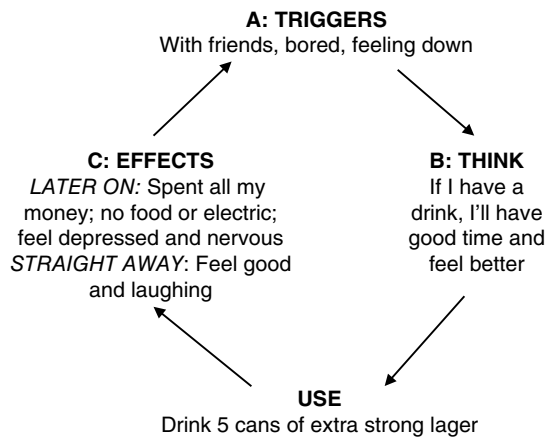 A: TRIGGERS
With friends, bored, feeling down
B: THINK
If I have a
drink, I'll have
good time and
feel better
USE
Drink 5 cans of extra strong lager
C: EFFECTS
LATER ON: Spent all my
money; no food or electric;
feel depressed and nervous
STRAIGHT AWAY: Feel good
and laughing